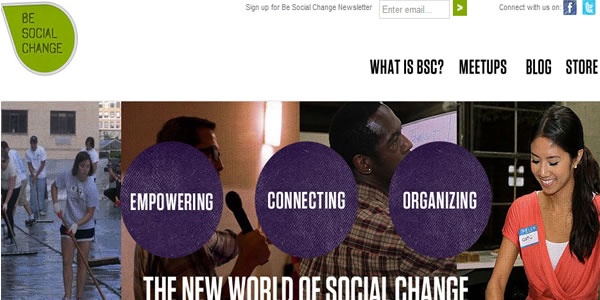 BE
SOCIAL
CHANGE
Sign up for Be Social Change Newsletter
Enter email...
>
Connect with us on:
f
t
WHAT IS BSC? MEETUPS BLOG STORE
EMPOWERING
CONNECTING
ORGANIZING
THE NEW WORLD OF SOCIAL CHANGE